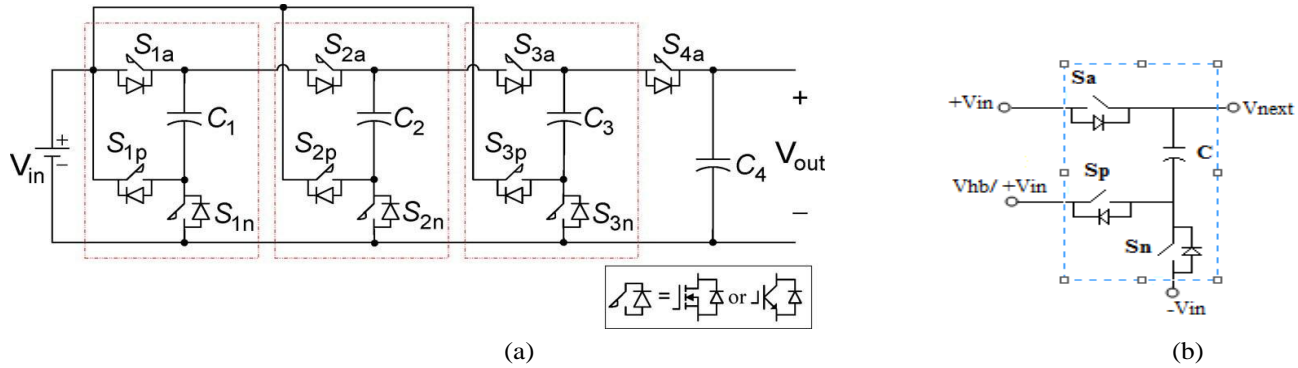 S1a
S2a
S3a
S4a
C1
C2
C3
C4
S1p
S2p
S3p
S1n
S2n
S3n
Vin
+
−
+
Vout
−
= or
(a)
Sa
+Vin
Vnext
C
Sp
Vhb/ +Vin
Sn
-Vin
(b)